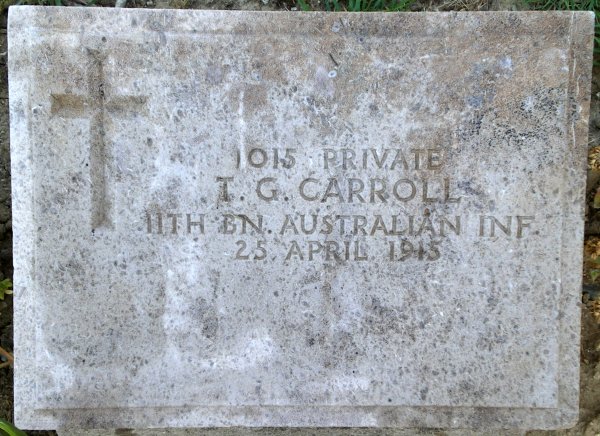 1015 PRIVATE
T. G. CARROLL
11TH BN. AUSTRALIAN INF.
25 APRIL 1915